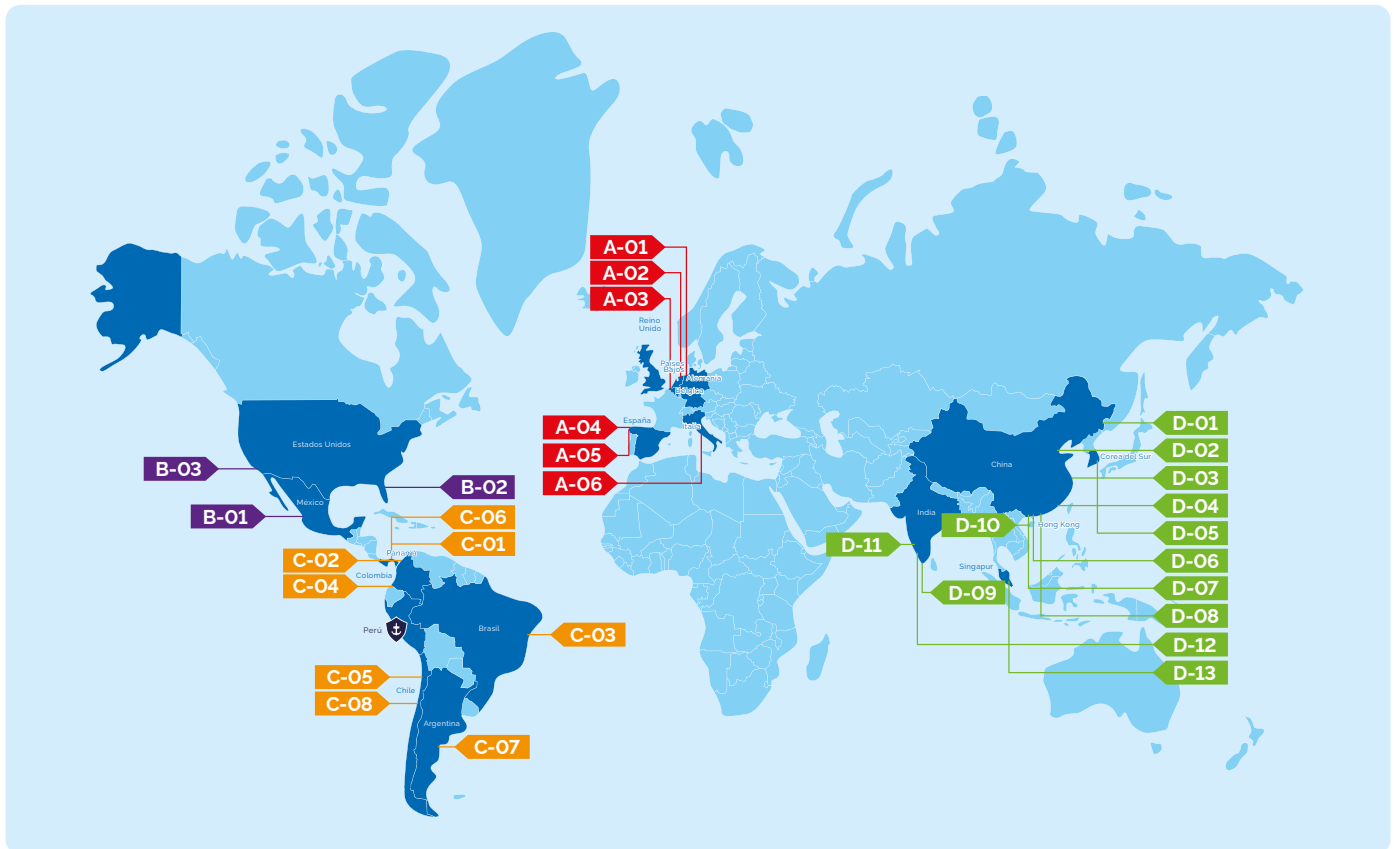 A-01
A-02
A-03
Reino
Unido
Países
Bajos
Alemania
Bélgica
España
Italia
A-04
A-05
A-06
Estados Unidos
México
B-03
B-02
B-01
C-06
C-01
Panamá
C-02
Colombia
C-04
Perú
Brasil
C-03
C-05
Chile
C-08
Argentina
C-07
D-01
D-02
Corea del Sur
China
D-03
D-04
India
D-10
Hong Kong
D-05
D-11
D-06
Singapur
D-07
D-09
D-08
D-12
D-13